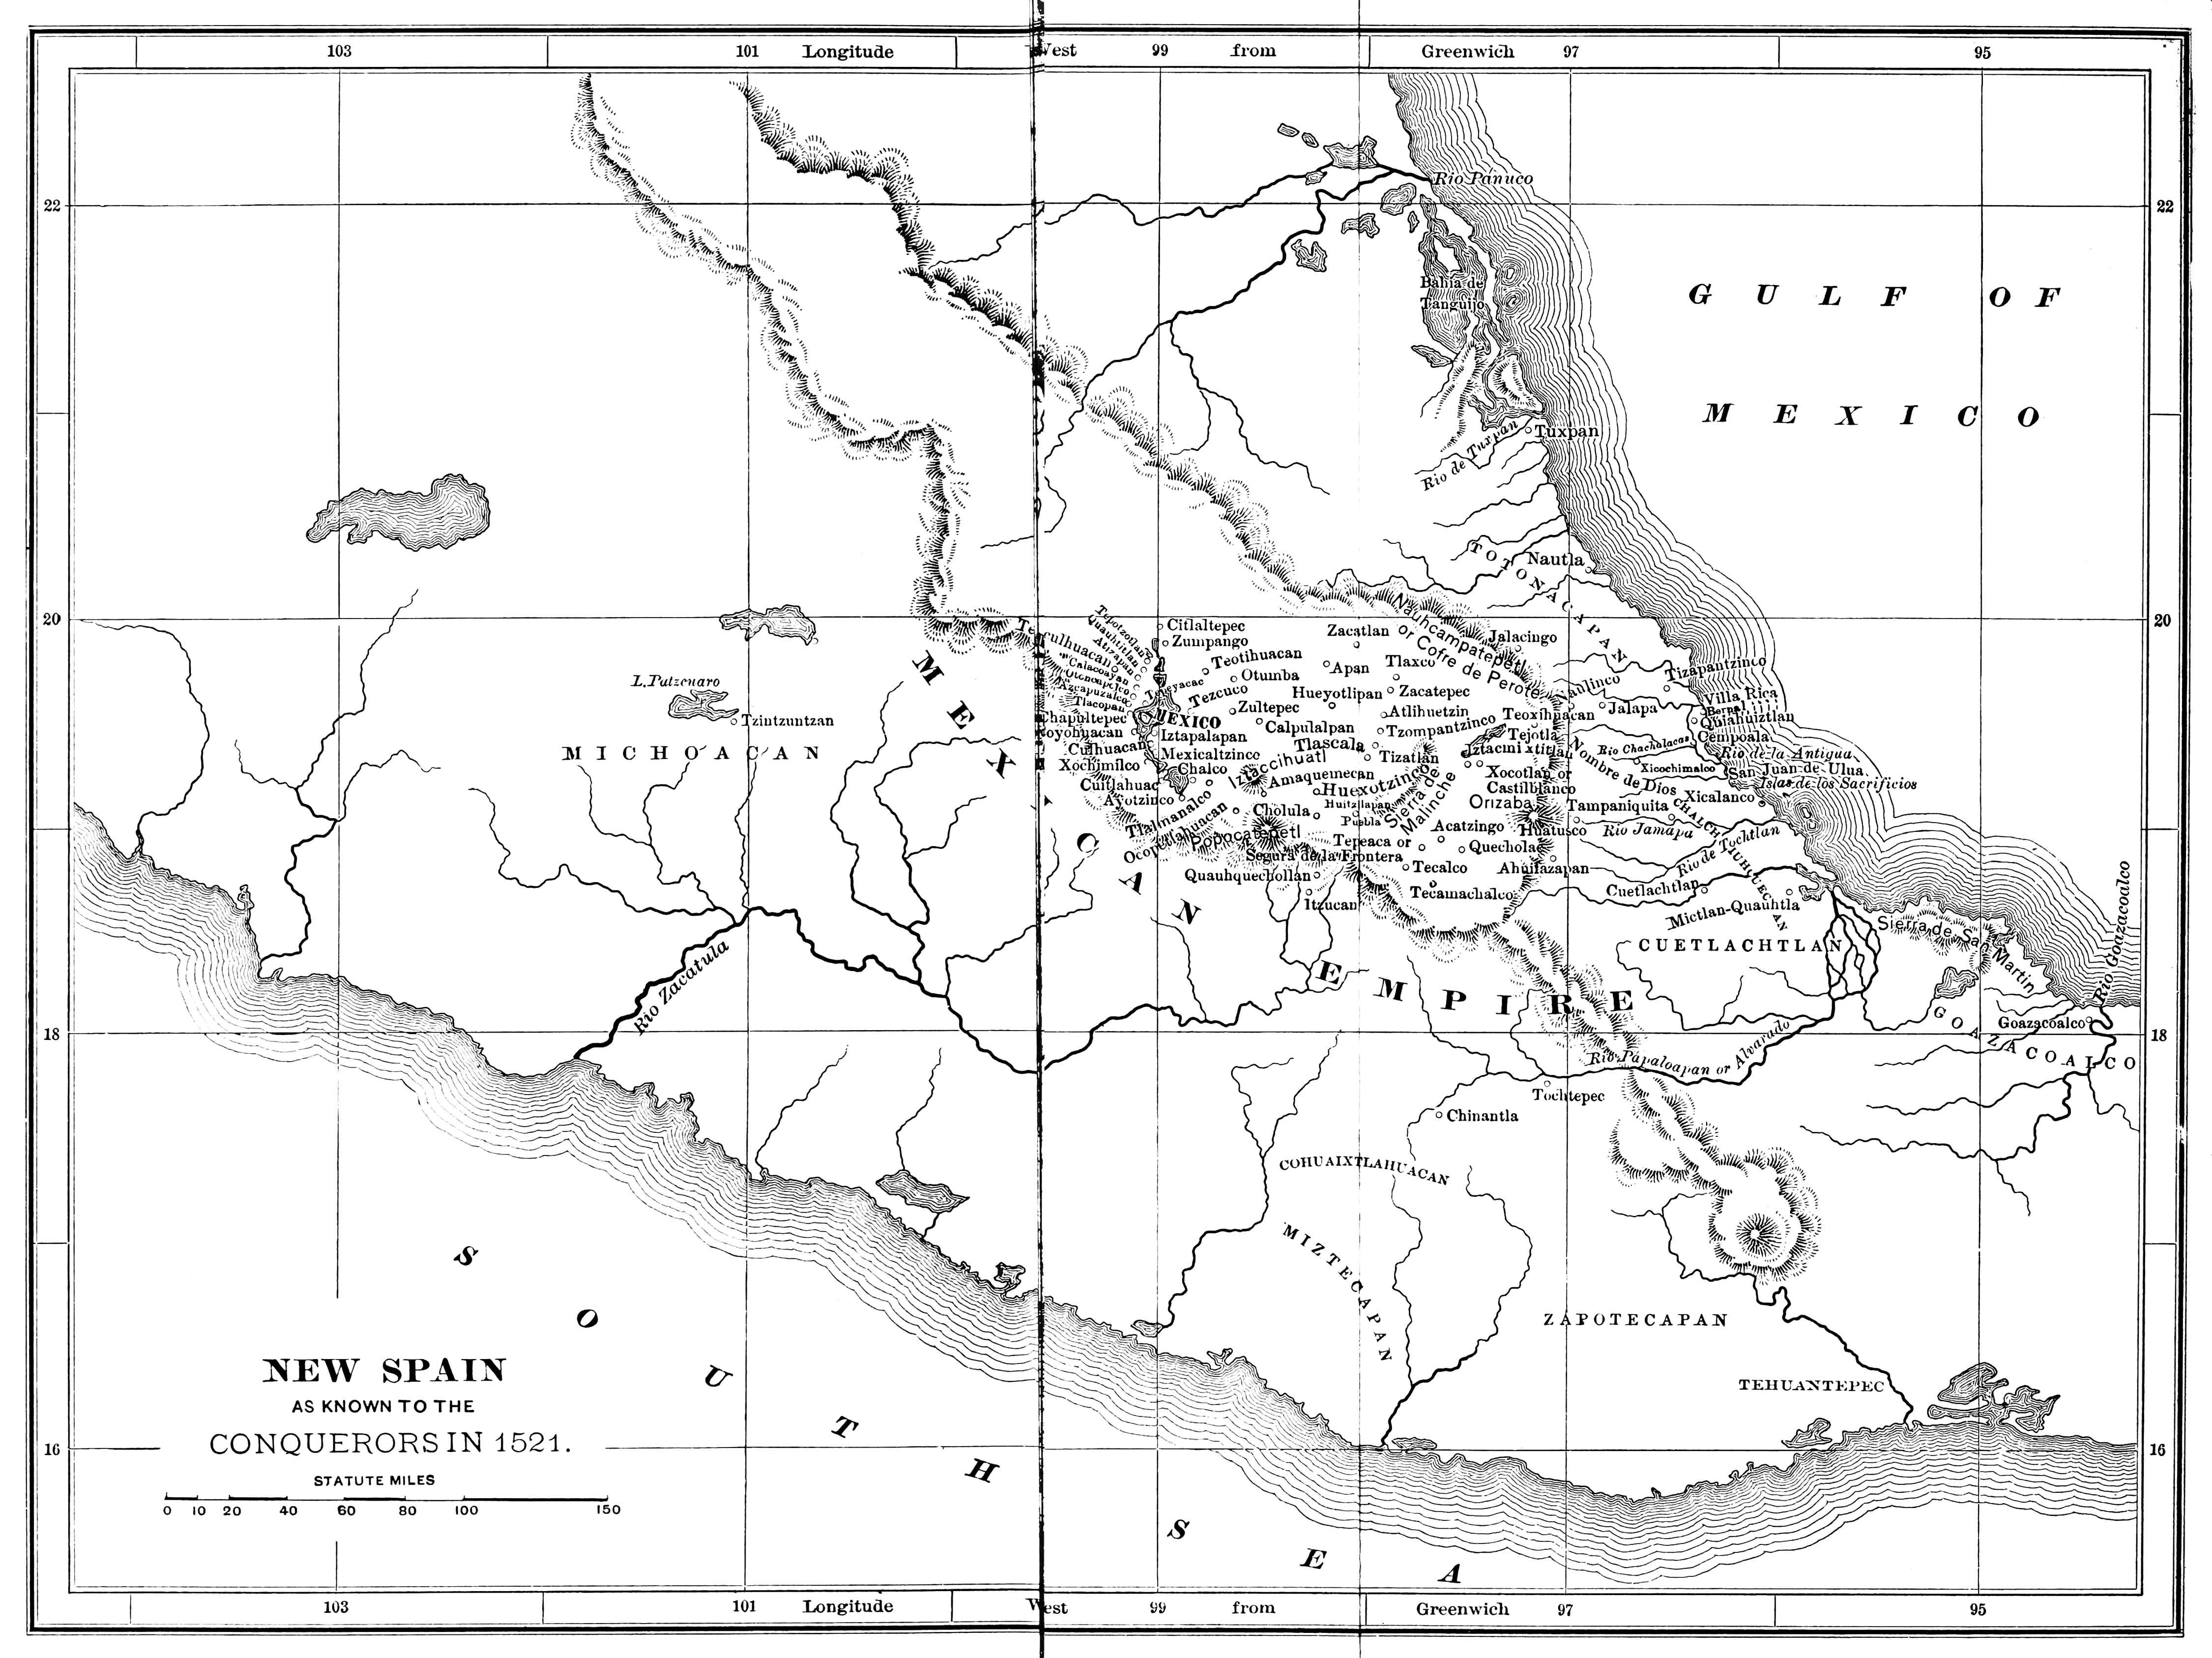 103 101 Longitude West 99 from Greenwich 97 95
Rio Panuco
22 22
Bahia de
Tanguijo
GULF OF
MEXICO
Tuxpan
Rio de Tuxpan
TOTONACAPAN
Nautla
20 20
Nauhcampatepetl
or Cofre de Perote
Jalacingo
Citlaltepec
Zumpango
Zacatlan
Tepotzotlan
Quauhtitlan
Teotihuacan
Apan
Tlaxco
Otumba
Tezcuco
Hueyotlipan
Zacatepec
Zultepec
Atlihuetzin
Calpulalpan
Tzompantzinco
Teoxihuacan
Tlascala
Tizatlan
Tejotla
Iztacmixtitlan
Naulinco
Jalapa
Tizapantzinco
Villa Rica
Bernal
Quiahuiztlan
Cempoala
Rio Chachalacas
Rio de la Antigua
Nombre de Dios
Xicochimalco
San Juan de Ulua
Islas de los Sacrificios
Xicalanco
Azcapuzalco
Tlacopan
Tepeyacac
MEXICO
Chapultepec
Coyohuacan
Iztapalapan
Culhuacan
Mexicaltzinco
Xochimilco
Chalco
Cuitlahuac
Ayotzinco
Iztaccihuatl
Amaquemecan
Huexotzinco
Xocotlan or
Castilblanco
Tlalmanalco
Cholula
Huitzilapan
Puebla
Sierra de
Malinche
Orizaba
Tampaniquita
CHALCHIUHUECAN
Acatzingo
Huatusco
Rio Jamapa
Rio de Tochtlan
Popocatepetl
Tepeaca or
Segura de la Frontera
Quechola
Quauhquechollan
Tecalco
Ahuilazapan
Itzucan
Tecamachalco
Cuetlachtlan
Mictlan-Quauhtla
CUETLACHTLAN
Sierra de San Martin
Rio Goazacoalco
Goazacoalco
GOAZACOALCO
L. Patzcuaro
Tzintzuntzan
MICHOACAN
MEXICAN EMPIRE
Rio Zacatula
18 18
Rio Papaloapan or Alvarado
Tochtepec
Chinantla
COHUAIXTLAHUACAN
MIZTECAPAN
ZAPOTECAPAN
TEHUANTEPEC
SOUTH SEA
NEW SPAIN
AS KNOWN TO THE
CONQUERORS IN 1521.
16 16
STATUTE MILES
0 10 20 40 60 80 100 150
103 101 Longitude West 99 from Greenwich 97 95